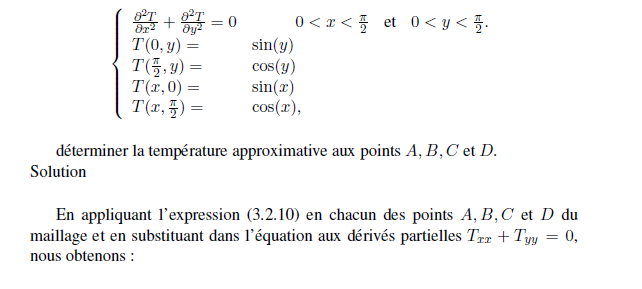 ∂²T/∂x² + ∂²T/∂y² = 0 0 < x < π/2 et 0 < y < π/2.
T(0, y) = sin(y)
T(π/2, y) = cos(y)
T(x, 0) = sin(x)
T(x, π/2) = cos(x),
déterminer la température approximative aux points A, B, C et D.
Solution
En appliquant l'expression (3.2.10) en chacun des points A, B, C et D du
maillage et en substituant dans l'équation aux dérivés partielles Txx + Tyy = 0,
nous obtenons :